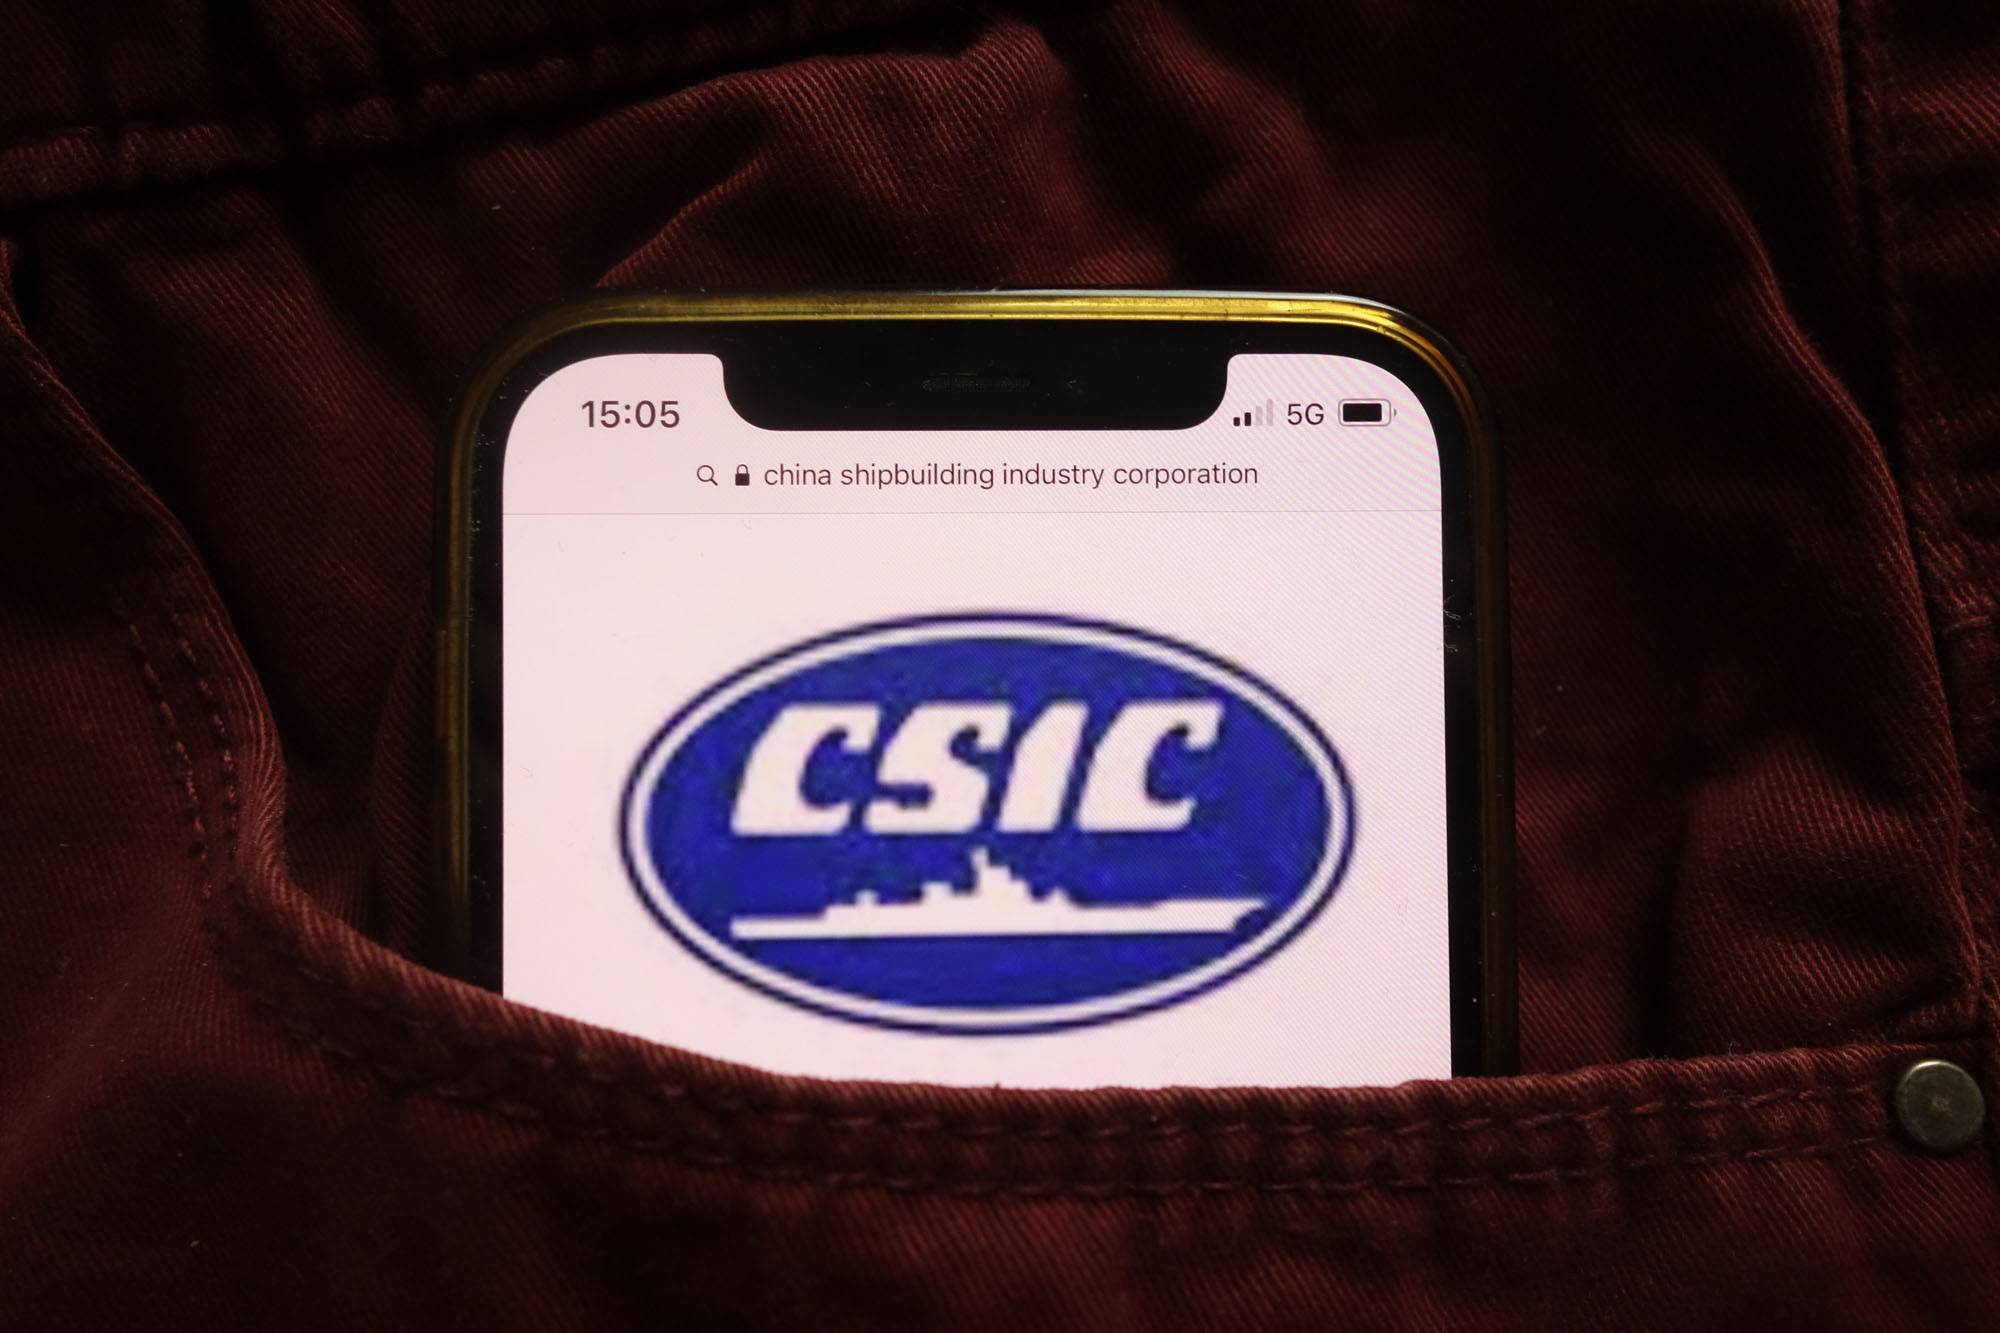 15:05
5G
china shipbuilding industry corporation
CSIC